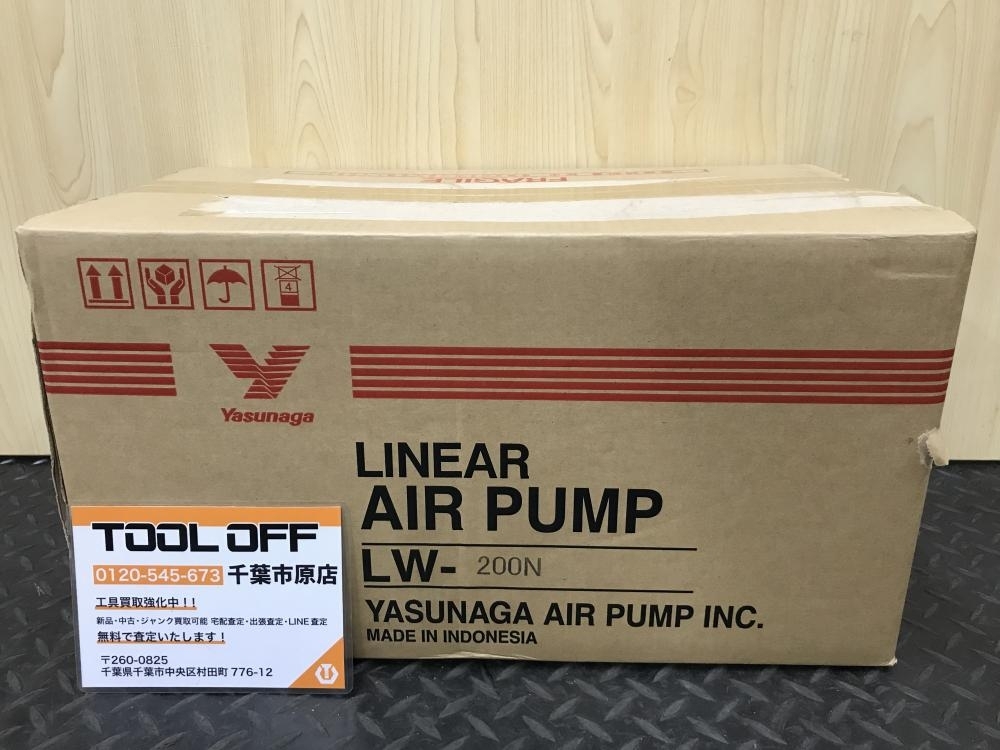 FRAGILE
4
Yasunaga
LINEAR
AIR PUMP
LW- 200N
YASUNAGA AIR PUMP INC.
MADE IN INDONESIA
TOOL OFF
0120-545-673 千葉市原店
工具買取強化中!!
新品・中古・ジャンク買取可能 宅配査定・出張査定・LINE査定
無料で査定いたします!
〒260-0825
千葉県千葉市中央区村田町 776-12